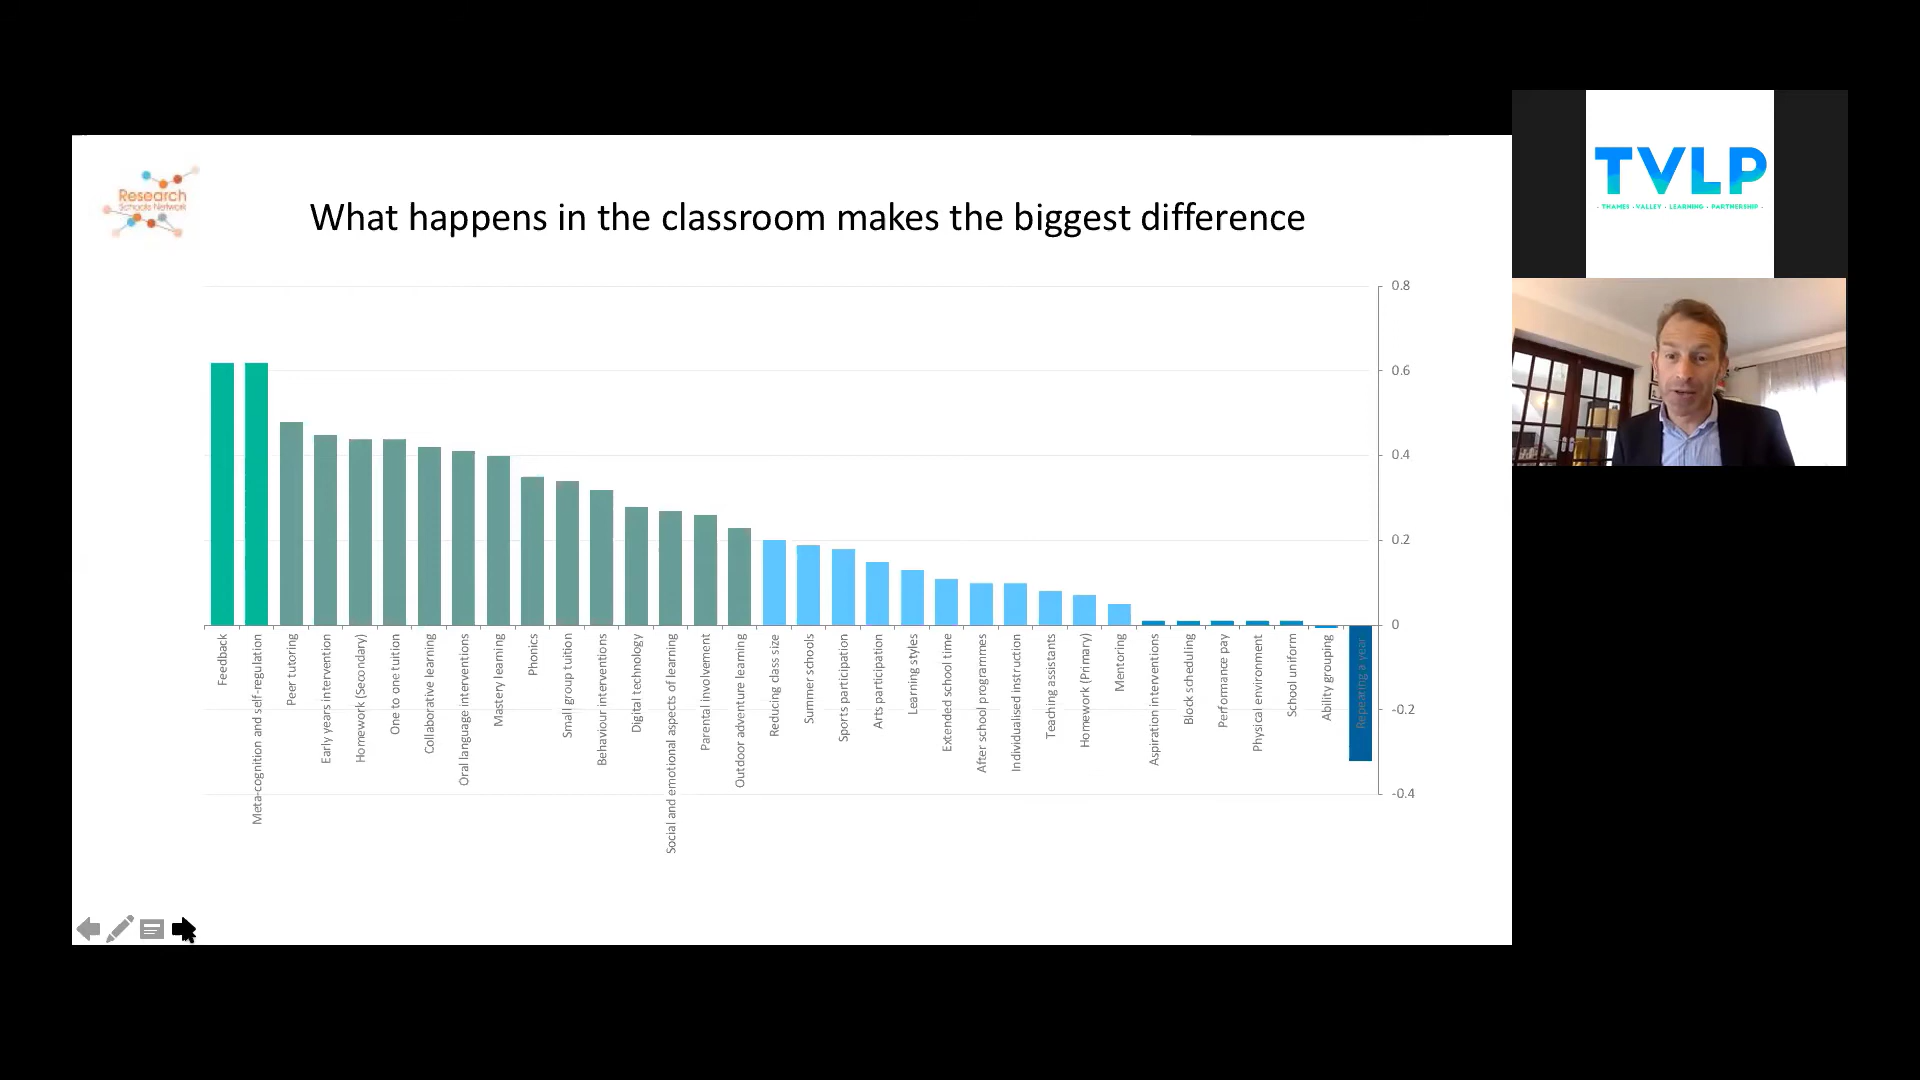 Research
Schools Network
What happens in the classroom makes the biggest difference
TVLP
· THAMES · VALLEY · LEARNING · PARTNERSHIP ·
0.8
0.6
0.4
0.2
0
-0.2
-0.4
Feedback
Meta-cognition and self-regulation
Peer tutoring
Early years intervention
Homework (Secondary)
One to one tuition
Collaborative learning
Oral language interventions
Mastery learning
Phonics
Small group tuition
Behaviour interventions
Digital technology
Social and emotional aspects of learning
Parental involvement
Outdoor adventure learning
Reducing class size
Summer schools
Sports participation
Arts participation
Learning styles
Extended school time
After school programmes
Individualised instruction
Teaching assistants
Homework (Primary)
Mentoring
Aspiration interventions
Block scheduling
Performance pay
Physical environment
School uniform
Ability grouping
Repeating a year